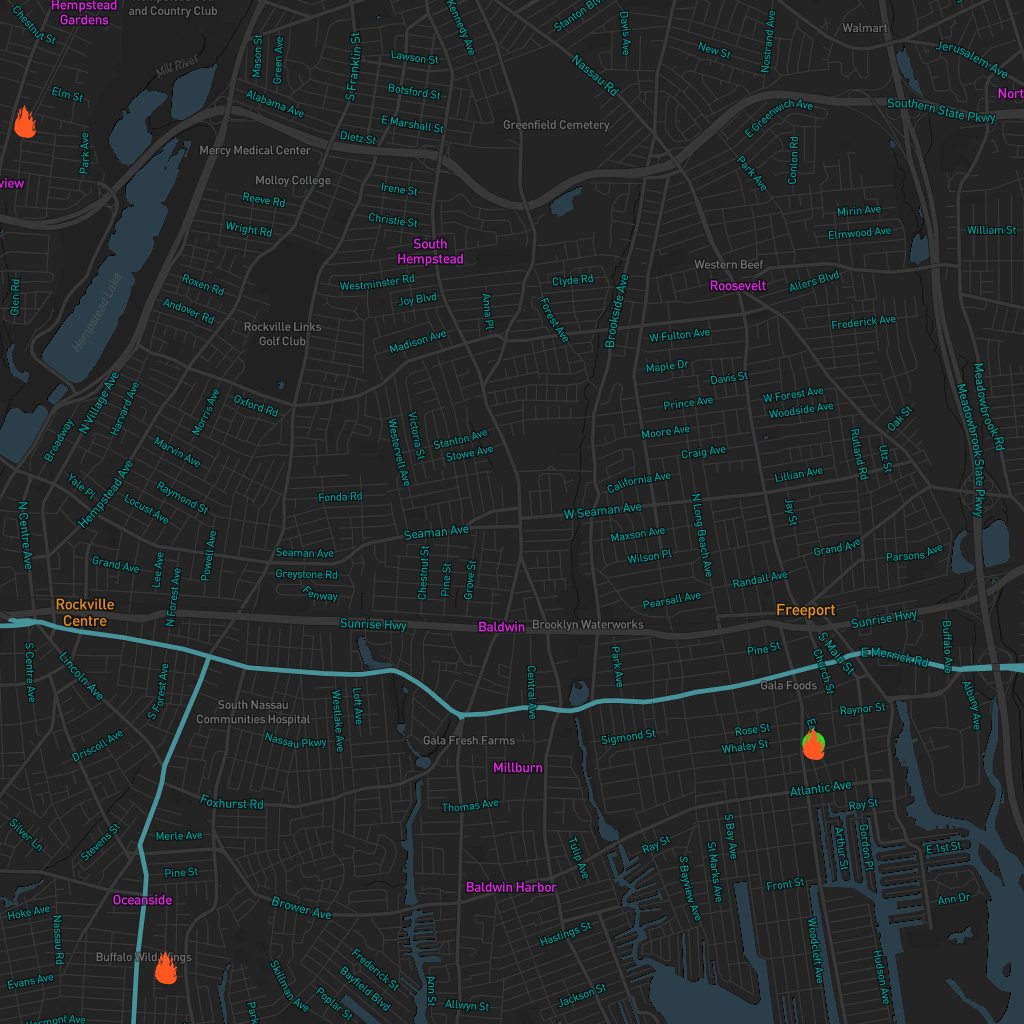 Hempstead
Gardens
and Country Club
Chestnut St
Kennedy Ave
Stanton Blvd
Davis Ave
Nostrand Ave
Walmart
New St
Jerusalem Ave
Mason St
Green Ave
S Franklin St
Lawson St
Nassau Rd
Mill River
Elm St
Botsford St
Alabama Ave
Southern State Pkwy
E Greenwich Ave
E Marshall St
Greenfield Cemetery
Dietz St
Park Ave
Mercy Medical Center
Conlon Rd
Park Ave
Molloy College
Irene St
Reeve Rd
Mirin Ave
Christie St
Wright Rd
Elmwood Ave
William St
South
Hempstead
Western Beef
Roosevelt
Westminster Rd
Clyde Rd
Allers Blvd
Roxen Rd
Glen Rd
Joy Blvd
Anna Pl
Forest Ave
Brookside Ave
Hempstead Lake
Andover Rd
Rockville Links
Golf Club
Madison Ave
W Fulton Ave
Frederick Ave
Maple Dr
Davis St
Meadowbrook Rd
Meadowbrook State Pkwy
N Village Ave
Harvard Ave
Morris Ave
Oxford Rd
Prince Ave
W Forest Ave
Woodside Ave
Oak St
Broadway
Marvin Ave
Westervelt Ave
Victoria St
Stanton Ave
Stowe Ave
Moore Ave
Craig Ave
Rutland Rd
Utz St
Yale Pl
Hempstead Ave
Raymond St
Locust Ave
Fonda Rd
California Ave
Lillian Ave
N Centre Ave
W Seaman Ave
N Long Beach Ave
Jay St
Seaman Ave
Maxson Ave
Powell Ave
Seaman Ave
Wilson Pl
Grand Ave
Parsons Ave
Grand Ave
Lee Ave
N Forest Ave
Greystone Rd
Chestnut St
Pine St
Grove St
Randall Ave
Fenway
Pearsall Ave
Rockville
Centre
Freeport
Sunrise Hwy
Baldwin
Brooklyn Waterworks
Sunrise Hwy
S Main St
Buffalo Ave
S Centre Ave
Lincoln Ave
Pine St
Church St
E Merrick Rd
S Forest Ave
Park Ave
Central Ave
Gala Foods
Albany Ave
Westlake Ave
Loft Ave
South Nassau
Communities Hospital
Raynor St
Driscoll Ave
Nassau Pkwy
Gala Fresh Farms
Sigmond St
Rose St
Whaley St
Millburn
Atlantic Ave
Foxhurst Rd
Thomas Ave
Ray St
Silver Ln
Stevens St
Merle Ave
Tulip Ave
Ray St
S Bay Ave
St Marks Ave
S Bayview Ave
Arthur St
Gordon Pl
E 1st St
Pine St
Baldwin Harbor
Front St
Oceanside
Ann Dr
Brower Ave
Hoke Ave
Nassau Rd
Hastings St
Woodcleft Ave
Hudson Ave
Buffalo Wild Wings
Evans Ave
Skillman Ave
Frederick St
Bayfield Blvd
Poplar St
Ann St
Jackson St
Allwyn St
Vermont Ave
Park